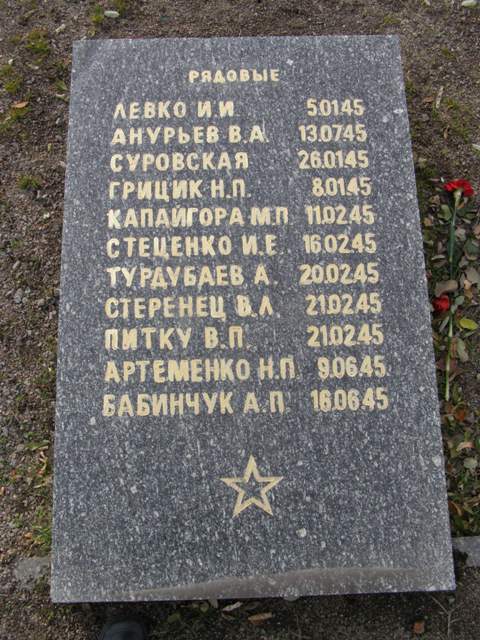 РЯДОВЫЕ
ЛЕВКО И.И. 5.01.45
АНУРЬЕВ В.А. 13.07.45
СУРОВСКАЯ 26.01.45
ГРИЦИК Н.П. 8.01.45
КАПАЙГОРА М.П. 11.02.45
СТЕЦЕНКО И.Е. 16.02.45
ТУРДУБАЕВ А. 20.02.45
СТЕРЕНЕЦ В.Л. 21.02.45
ПИТКУ В.П. 21.02.45
АРТЕМЕНКО Н.П. 9.06.45
БАБИНЧУК А.П. 16.06.45